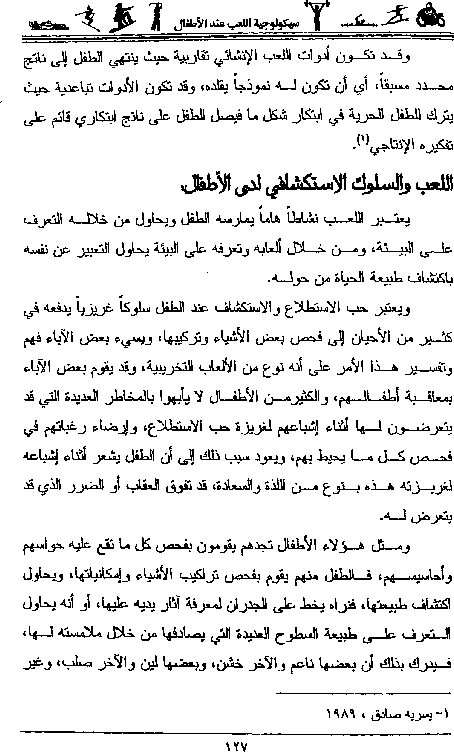 سيكولوجية اللعب عند الأطفال
وقد تكون أدوات اللعب الإنشائي تقاربية حيث ينتهي الطفل إلى ناتج
محدد مسبقاً، أي أن تكون له نموذجاً يقلده، وقد تكون الأدوات تباعدية حيث
يترك للطفل الحرية في ابتكار شكل ما فيصل الطفل على ناتج ابتكاري قائم على
تفكيره الإنتاجي(١).
اللعب والسلوك الاستكشافي لدى الأطفال:
يعتبر اللعب نشاطاً هاماً يمارسه الطفل ويحاول من خلاله التعرف
على البيئة، ومن خلال ألعابه وتعرفه على البيئة يحاول التعبير عن نفسه
باكتشاف طبيعة الحياة من حوله.
ويعتبر حب الاستطلاع والاستكشاف عند الطفل سلوكاً غريزياً يدفعه في
كثير من الأحيان إلى فحص بعض الأشياء وتركيبها، ويسيء بعض الآباء فهم
وتفسير هذا الأمر على أنه نوع من الألعاب التخريبية، وقد يقوم بعض الآباء
بمعاقبة أطفالهم، والكثيرمن الأطفال لا يأبهوا بالمخاطر العديدة التي قد
يتعرضون لها أثناء إشباعهم لغريزة حب الاستطلاع، وإرضاء رغباتهم في
فحص كل ما يحيط بهم، ويعود سبب ذلك إلى أن الطفل يشعر أثناء إشباعه
لغريزته هذه بنوع من اللذة والسعادة، قد تفوق العقاب أو الضرر الذي قد
يتعرض له.
ومثل هؤلاء الأطفال تجدهم يقومون بفحص كل ما تقع عليه حواسهم
وأحاسيسهم، فالطفل منهم يقوم بفحص تراكيب الأشياء وإمكاناتها، ويحاول
اكتشاف طبيعتها، فنراه يخط على الجدران لمعرفة آثار يديه عليها، أو أنه يحاول
التعرف على طبيعة السطوح العديدة التي يصادفها من خلال ملامسته لها،
فيدرك بذلك أن بعضها ناعم والآخر خشن، وبعضها لين والآخر صلب، وغير
١- يسريه صادق ، ١٩٨٩
١٢٧